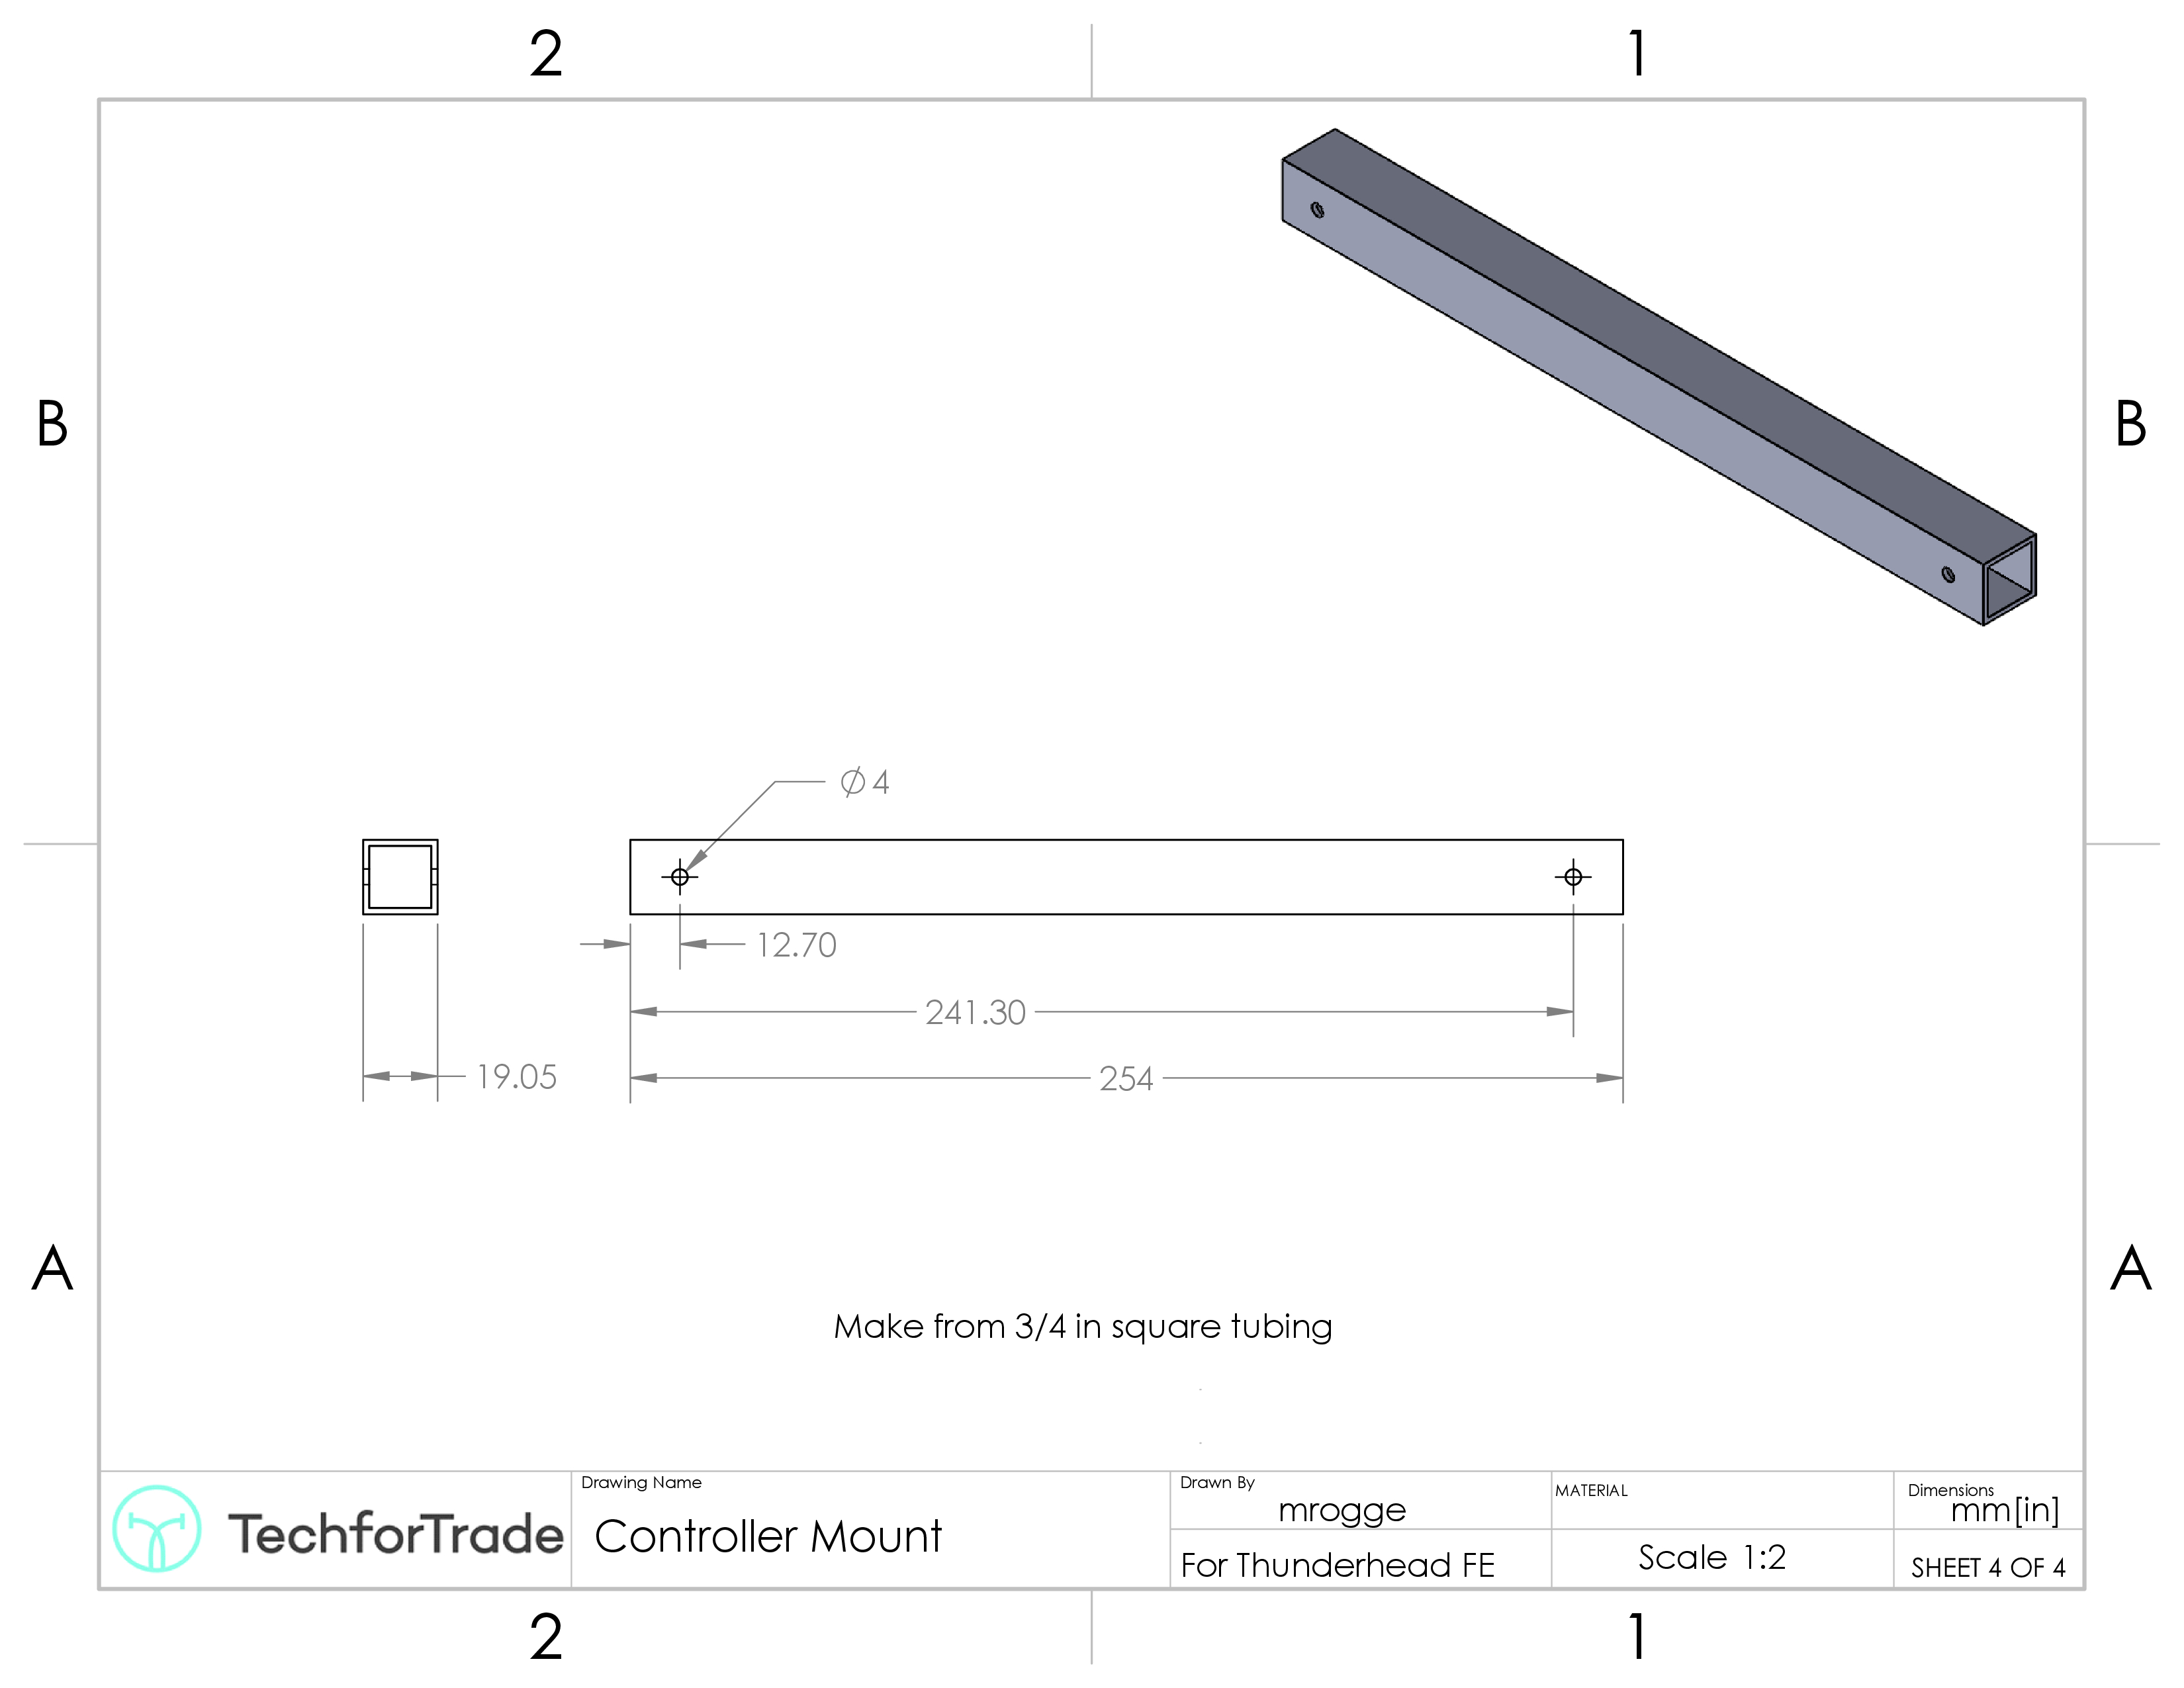 2 1
B B
⌀4
12.70
241.30
19.05 254
A A
Make from 3/4 in square tubing
TechforTrade
Drawing Name
Controller Mount
Drawn By
mrogge
For Thunderhead FE
MATERIAL
Scale 1:2
Dimensions
mm[in]
SHEET 4 OF 4
2 1